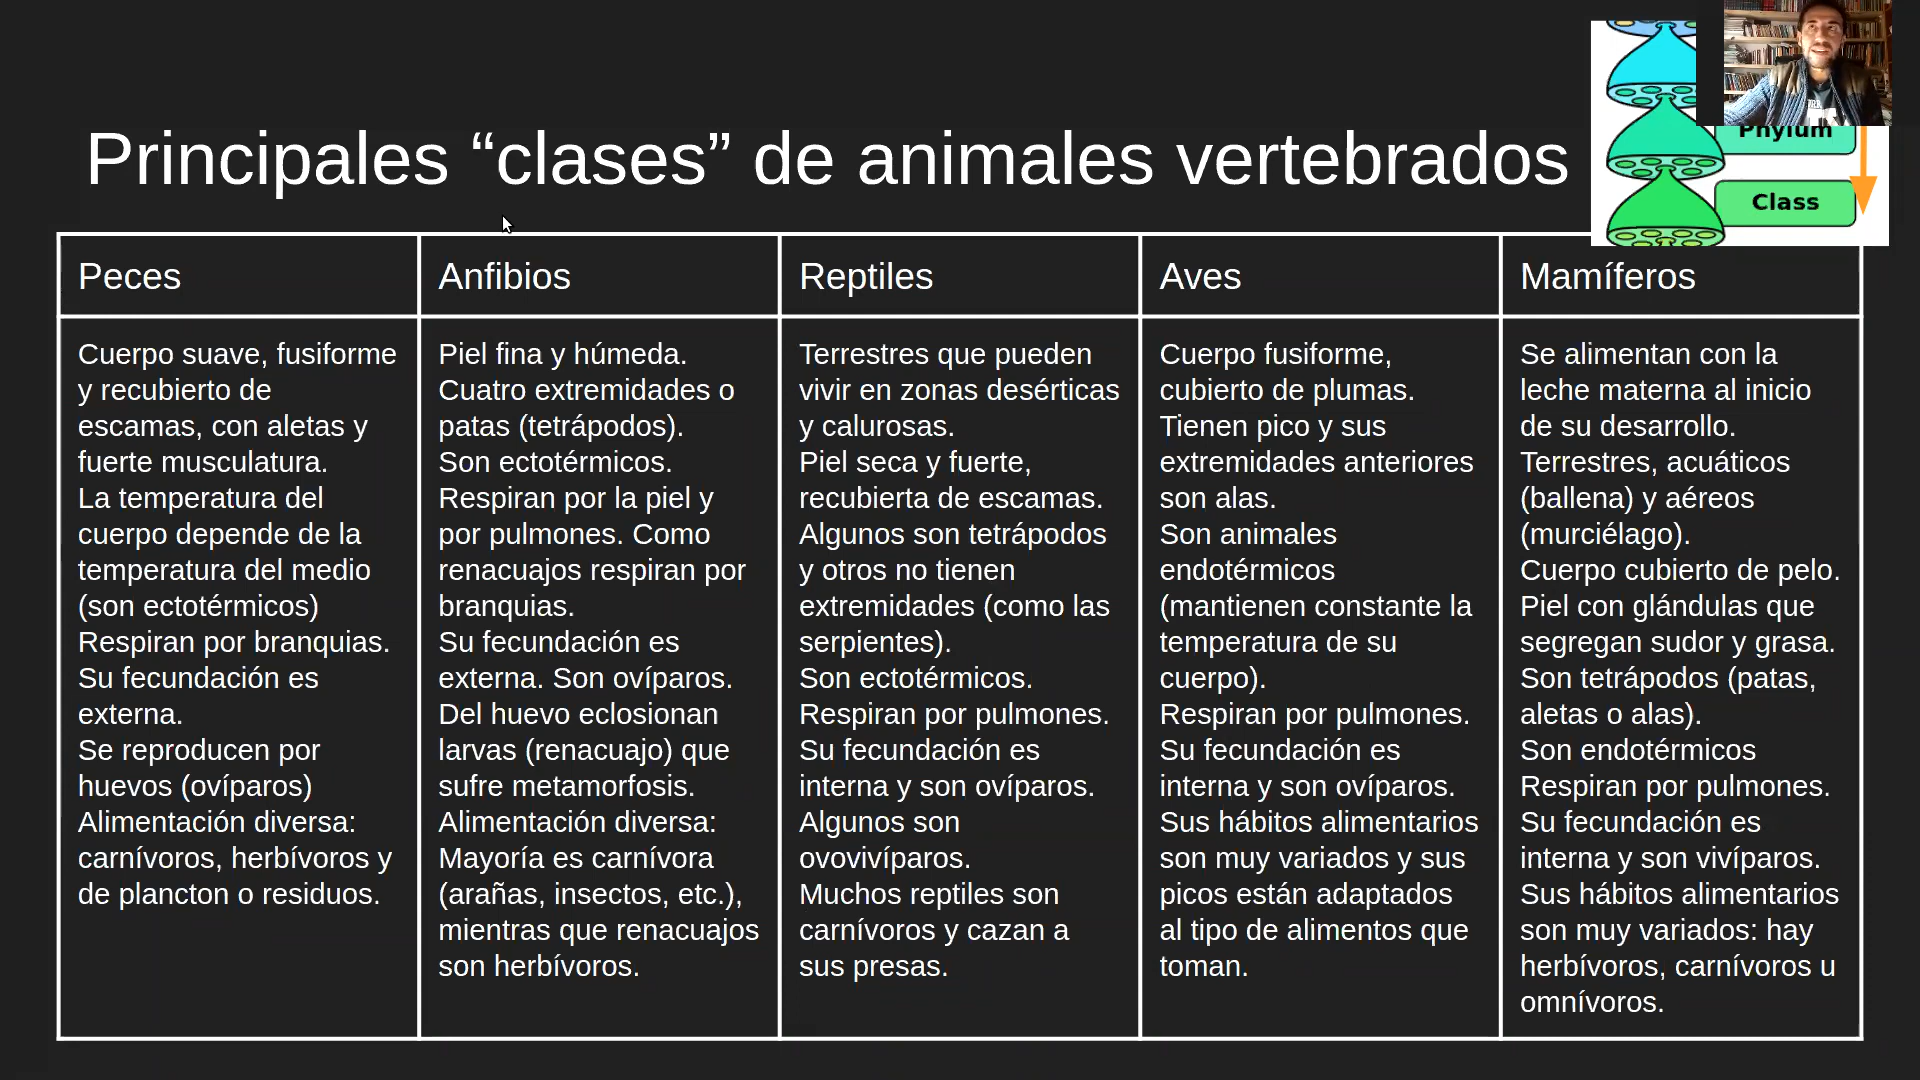 Principales “clases” de animales vertebrados
Phylum
Class
Peces
Cuerpo suave, fusiforme
y recubierto de
escamas, con aletas y
fuerte musculatura.
La temperatura del
cuerpo depende de la
temperatura del medio
(son ectotérmicos)
Respiran por branquias.
Su fecundación es
externa.
Se reproducen por
huevos (ovíparos)
Alimentación diversa:
carnívoros, herbívoros y
de plancton o residuos.
Anfibios
Piel fina y húmeda.
Cuatro extremidades o
patas (tetrápodos).
Son ectotérmicos.
Respiran por la piel y
por pulmones. Como
renacuajos respiran por
branquias.
Su fecundación es
externa. Son ovíparos.
Del huevo eclosionan
larvas (renacuajo) que
sufre metamorfosis.
Alimentación diversa:
Mayoría es carnívora
(arañas, insectos, etc.),
mientras que renacuajos
son herbívoros.
Reptiles
Terrestres que pueden
vivir en zonas desérticas
y calurosas.
Piel seca y fuerte,
recubierta de escamas.
Algunos son tetrápodos
y otros no tienen
extremidades (como las
serpientes).
Son ectotérmicos.
Respiran por pulmones.
Su fecundación es
interna y son ovíparos.
Algunos son
ovovivíparos.
Muchos reptiles son
carnívoros y cazan a
sus presas.
Aves
Cuerpo fusiforme,
cubierto de plumas.
Tienen pico y sus
extremidades anteriores
son alas.
Son animales
endotérmicos
(mantienen constante la
temperatura de su
cuerpo).
Respiran por pulmones.
Su fecundación es
interna y son ovíparos.
Sus hábitos alimentarios
son muy variados y sus
picos están adaptados
al tipo de alimentos que
toman.
Mamíferos
Se alimentan con la
leche materna al inicio
de su desarrollo.
Terrestres, acuáticos
(ballena) y aéreos
(murciélago).
Cuerpo cubierto de pelo.
Piel con glándulas que
segregan sudor y grasa.
Son tetrápodos (patas,
aletas o alas).
Son endotérmicos
Respiran por pulmones.
Su fecundación es
interna y son vivíparos.
Sus hábitos alimentarios
son muy variados: hay
herbívoros, carnívoros u
omnívoros.